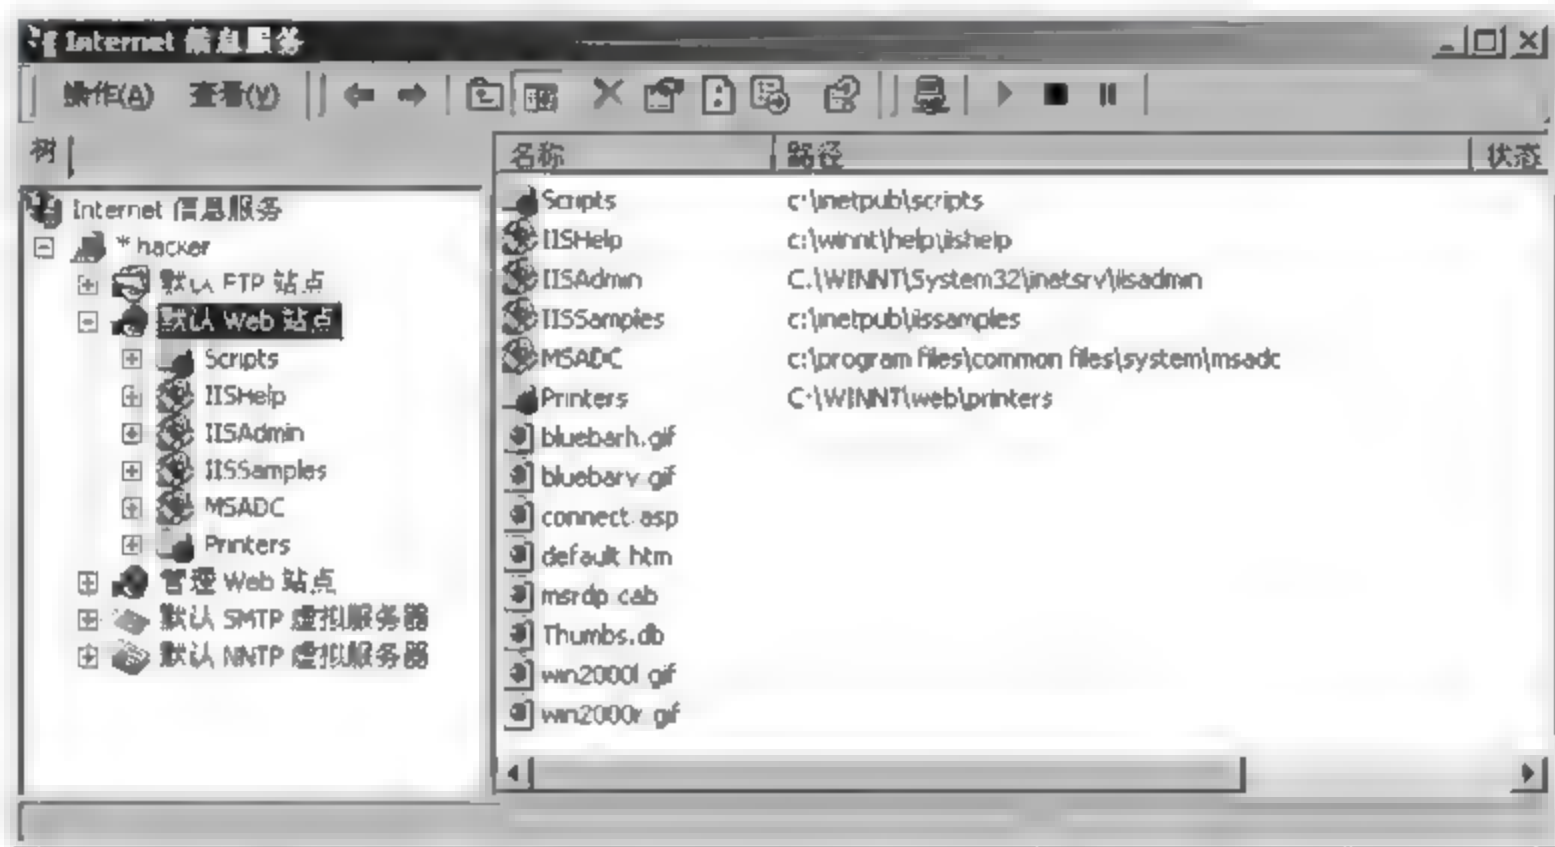 Internet 信息服务
操作(A) 查看(V)
树
Internet 信息服务
* hacker
默认 FTP 站点
默认 Web 站点
Scripts
IISHelp
IISAdmin
IISSamples
MSADC
Printers
管理 Web 站点
默认 SMTP 虚拟服务器
默认 NNTP 虚拟服务器
名称 路径 状态
Scripts c:\inetpub\scripts
IISHelp c:\winnt\help\iishelp
IISAdmin C:\WINNT\System32\inetsrv\iisadmin
IISSamples c:\inetpub\iissamples
MSADC c:\program files\common files\system\msadc
Printers C:\WINNT\web\printers
bluebarh.gif
bluebarv.gif
connect.asp
default.htm
msrdp.cab
Thumbs.db
win2000l.gif
win2000r.gif